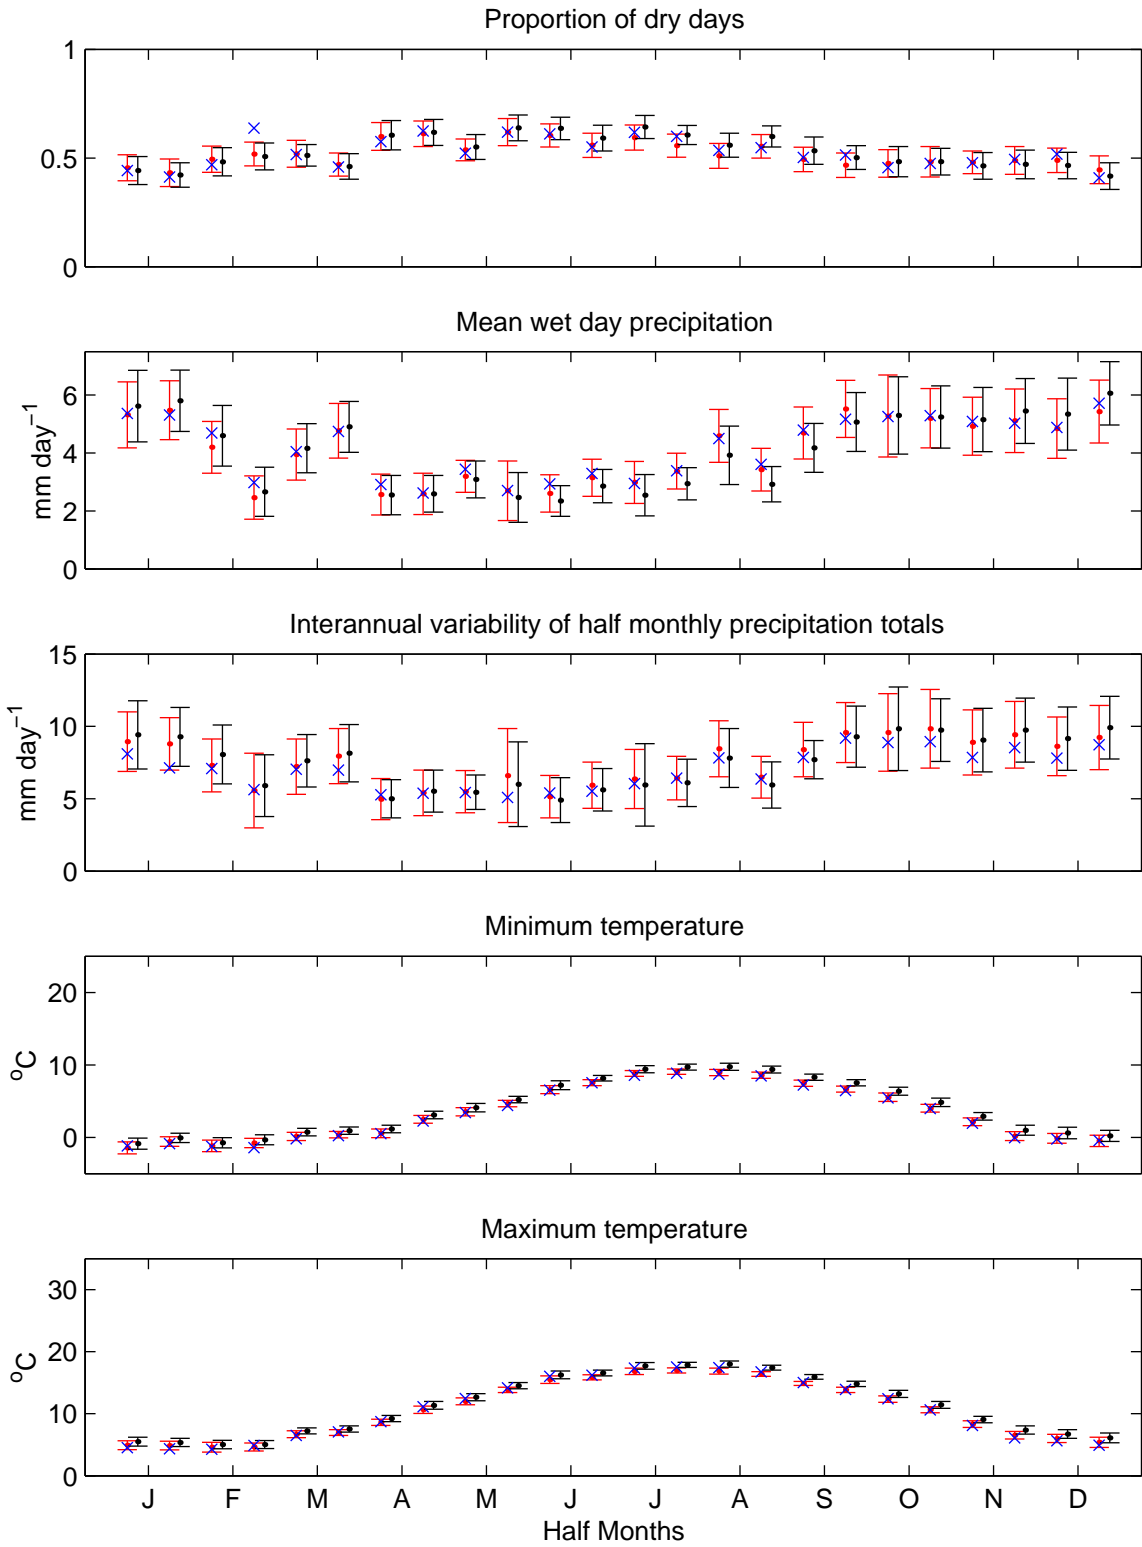 Proportion of dry days
1
0.5
0
Mean wet day precipitation
6
4
2
0
mm day⁻¹
Interannual variability of half monthly precipitation totals
15
10
5
0
mm day⁻¹
Minimum temperature
20
10
0
ºC
Maximum temperature
30
20
10
0
ºC
J F M A M J J A S O N D
Half Months